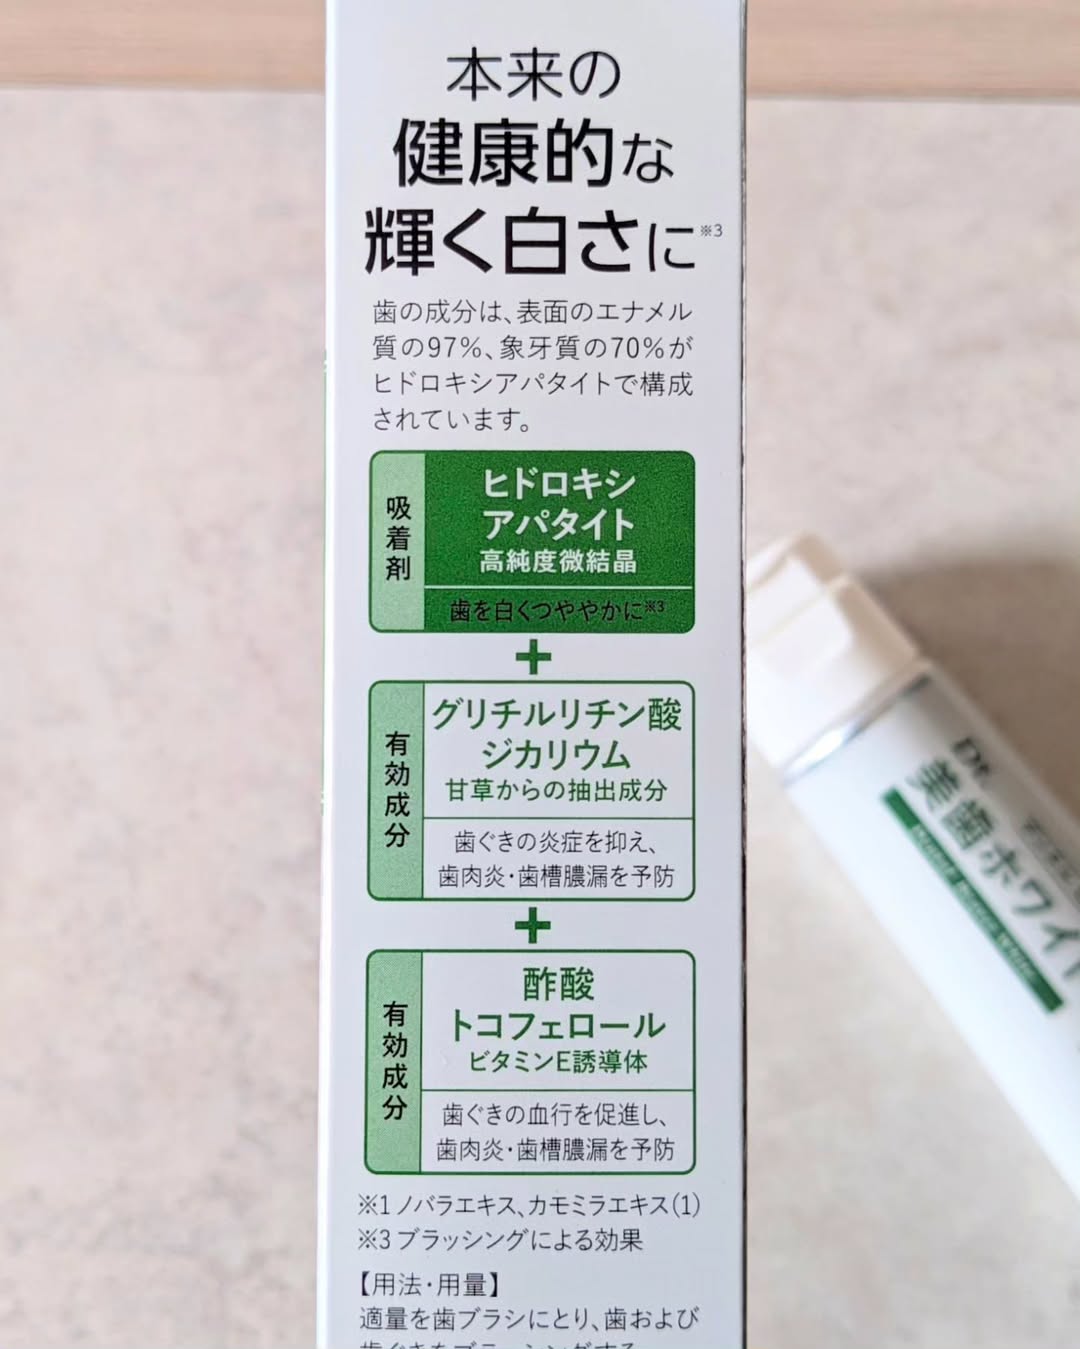 本来の
健康的な
輝く白さに※3
歯の成分は、表面のエナメル
質の97%、象牙質の70%が
ヒドロキシアパタイトで構成
されています。
吸着剤
ヒドロキシ
アパタイト
高純度微結晶
歯を白くつややかに※3
+
有効成分
グリチルリチン酸
ジカリウム
甘草からの抽出成分
歯ぐきの炎症を抑え、
歯肉炎・歯槽膿漏を予防
+
有効成分
酢酸
トコフェロール
ビタミンE誘導体
歯ぐきの血行を促進し、
歯肉炎・歯槽膿漏を予防
※1 ノバラエキス、カモミラエキス(1)
※3 ブラッシングによる効果
【用法・用量】
適量を歯ブラシにとり、歯および
Dr.
美歯ホワイト